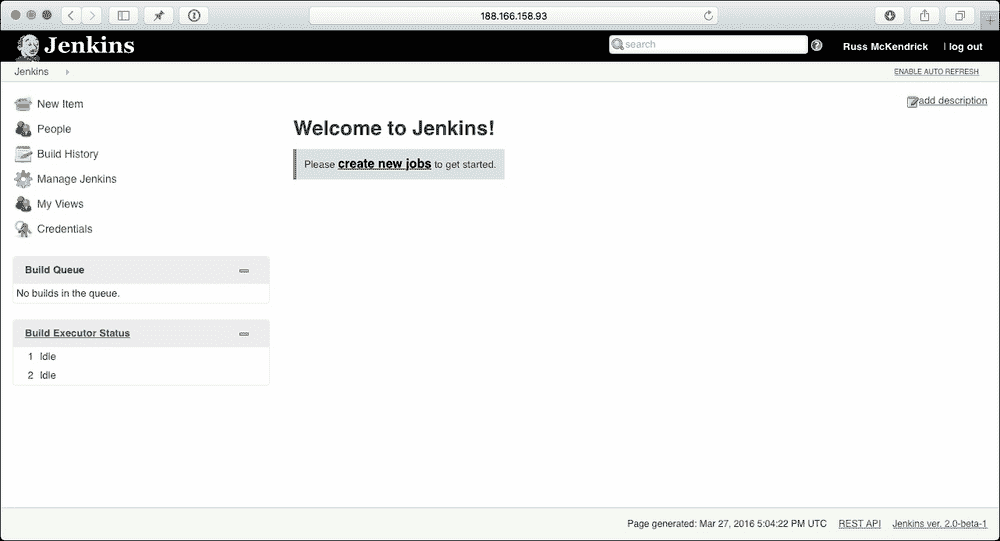 188.166.158.93
Jenkins
search
Russ McKendrick
| log out
Jenkins
ENABLE AUTO REFRESH
New Item
People
Build History
Manage Jenkins
My Views
Credentials
add description
Welcome to Jenkins!
Please create new jobs to get started.
Build Queue
No builds in the queue.
Build Executor Status
1 Idle
2 Idle
Page generated: Mar 27, 2016 5:04:22 PM UTC
REST API
Jenkins ver. 2.0-beta-1